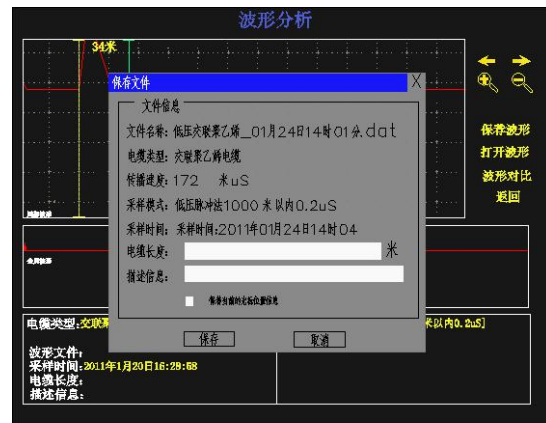 波形分析
34米
保存文件 X
文件信息
文件名称: 低压交联聚乙烯__01月24日14时01分.dat
电缆类型: 交联聚乙烯电缆
传播速度: 172 米uS
采样模式: 低压脉冲法1000 米 以内0.2uS
采样时间: 采样时间:2011年01月24日14时04
电缆长度: 米
描述信息:
保存当前的光标位置信息
保存 取消
保存波形
打开波形
波形对比
返回
局部波形
全局波形
电缆类型:交联 米以内0.2uS]
波形文件:
采样时间:2011年1月20日16:29:58
电缆长度:
描述信息: